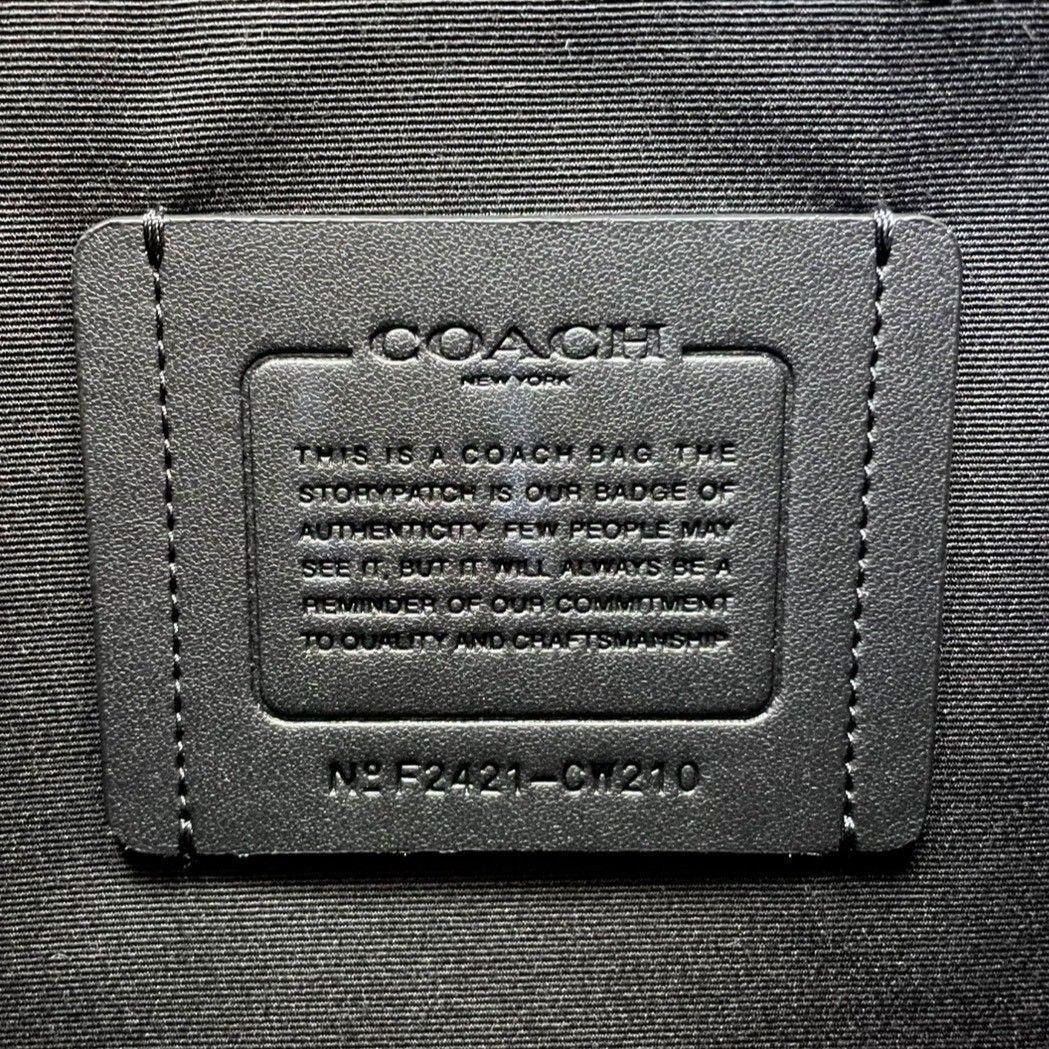 COACH
NEW YORK
THIS IS A COACH BAG. THE
STORYPATCH IS OUR BADGE OF
AUTHENTICITY. FEW PEOPLE MAY
SEE IT, BUT IT WILL ALWAYS BE A
REMINDER OF OUR COMMITMENT
TO QUALITY AND CRAFTSMANSHIP.
Nº F2421-CW210